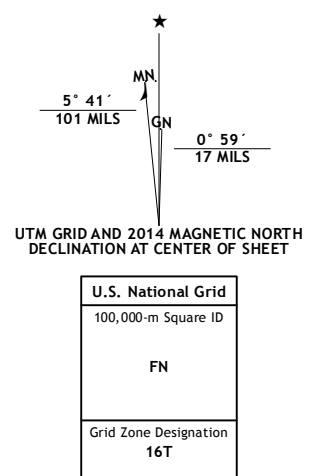 MN.
GN
5° 41´
101 MILS
0° 59´
17 MILS
UTM GRID AND 2014 MAGNETIC NORTH
DECLINATION AT CENTER OF SHEET
U.S. National Grid
100,000-m Square ID
FN
Grid Zone Designation
16T